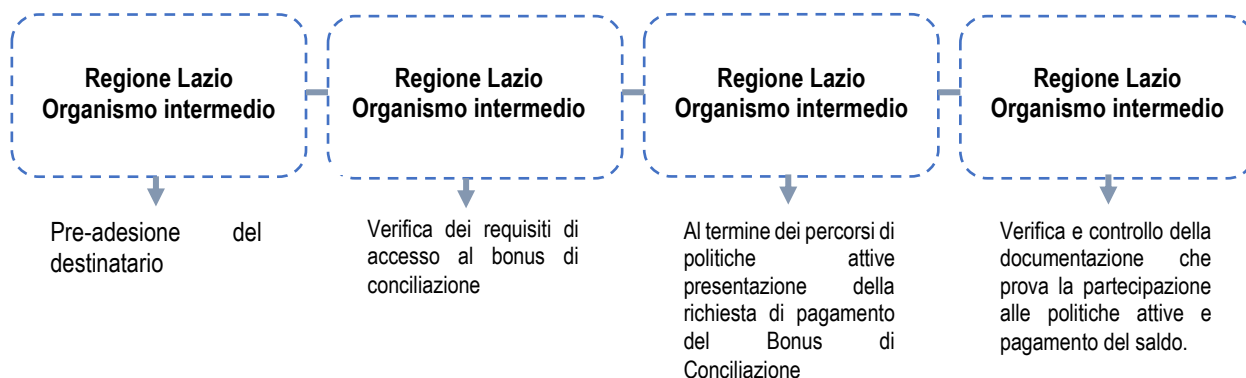 Regione Lazio
Organismo intermedio
Regione Lazio
Organismo intermedio
Regione Lazio
Organismo intermedio
Regione Lazio
Organismo intermedio
Pre-adesione del
destinatario
Verifica dei requisiti di
accesso al bonus di
conciliazione
Al termine dei percorsi di
politiche attive
presentazione della
richiesta di pagamento
del Bonus di
Conciliazione
Verifica e controllo della
documentazione che
prova la partecipazione
alle politiche attive e
pagamento del saldo.